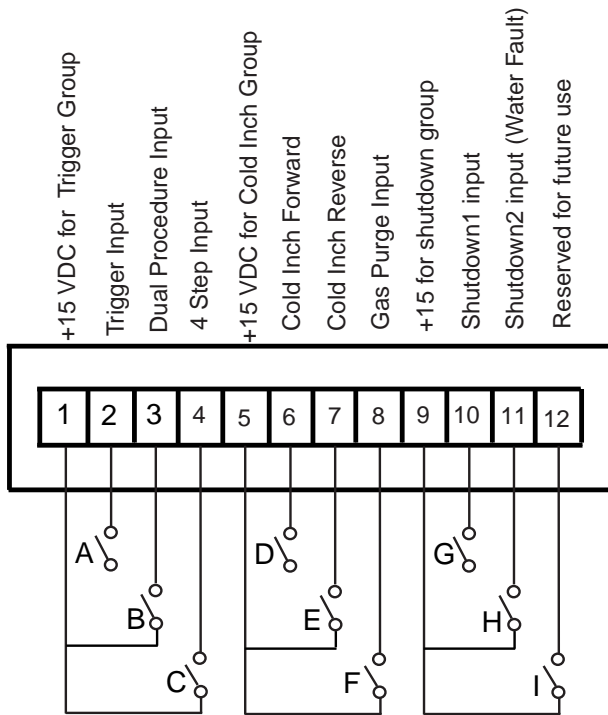 +15 VDC for Trigger Group
Trigger Input
Dual Procedure Input
4 Step Input
+15 VDC for Cold Inch Group
Cold Inch Forward
Cold Inch Reverse
Gas Purge Input
+15 for shutdown group
Shutdown1 input
Shutdown2 input (Water Fault)
Reserved for future use
1 2 3 4 5 6 7 8 9 10 11 12
A D G
B E H
C F I